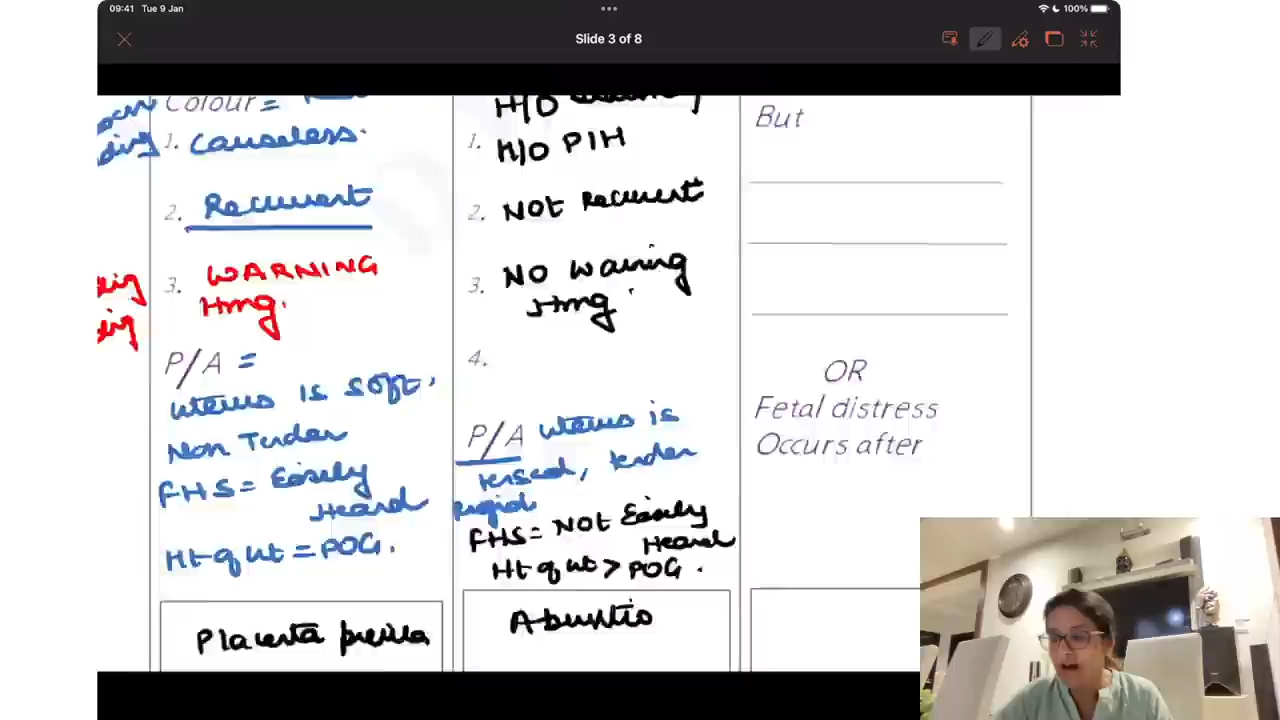 09:41 Tue 9 Jan
100%
Slide 3 of 8
Colour =
1. Causeless.
2. Recurrent
3. WARNING
Hmg.
P/A =
uterus is soft,
Non Tender
FHS = Easily
Heard
Ht of ut = POG.
Placenta previa
H/O
1. H/O PIH
2. NOT Recurrent
3. NO Warning
Hmg.
4.
P/A uterus is
tensed, tender
rigid
FHS = NOT Easily
Heard
Ht of ut > POG.
Abruptio
But
OR
Fetal distress
Occurs after